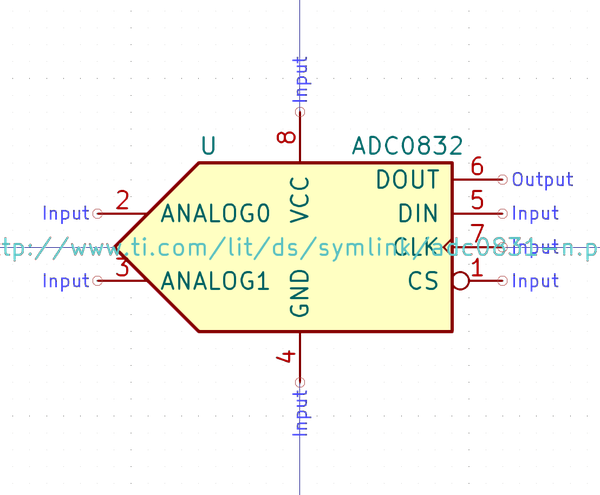 Input
8
U
ADC0832
VCC
DOUT
6
Output
Input
2
ANALOG0
DIN
5
Input
ttp://www.ti.com/lit/ds/symlink/adc0831-n.p
CLK
7
Input
Input
3
ANALOG1
GND
CS
1
Input
4
Input